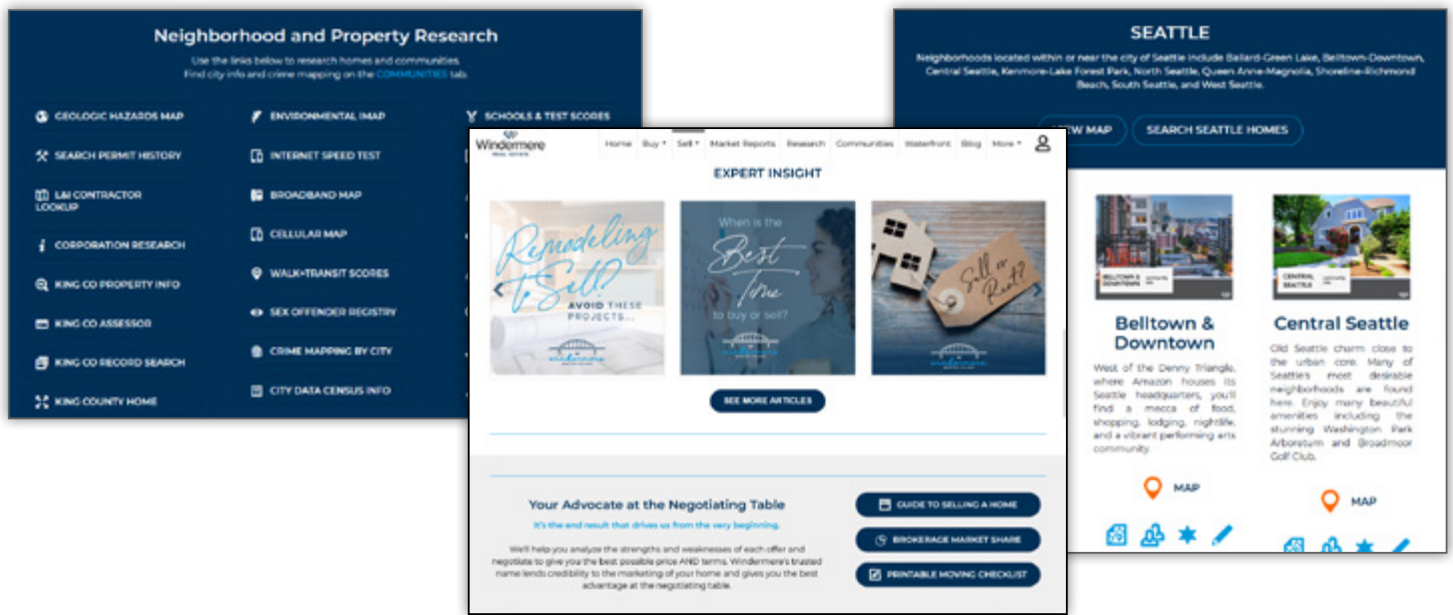 Neighborhood and Property Research
Use the links below to research homes and communities.
Find city info and crime mapping on the COMMUNITIES tab.
GEOLOGIC HAZARDS MAP
SEARCH PERMIT HISTORY
L&I CONTRACTOR
LOOKUP
CORPORATION RESEARCH
KING CO PROPERTY INFO
KING CO ASSESSOR
KING CO RECORD SEARCH
KING COUNTY HOME
ENVIRONMENTAL IMAP
INTERNET SPEED TEST
BROADBAND MAP
CELLULAR MAP
WALK+TRANSIT SCORES
SEX OFFENDER REGISTRY
CRIME MAPPING BY CITY
CITY DATA CENSUS INFO
SCHOOLS & TEST SCORES
Windermere
REAL ESTATE
Home Buy Sell Market Reports Research Communities Waterfront Blog More
EXPERT INSIGHT
Remodeling
to Sell?
AVOID THESE
PROJECTS...
windermere
When is the
Best
Time
to buy or sell?
windermere
Sell or
Rent?
windermere
SEE MORE ARTICLES
Your Advocate at the Negotiating Table
It's the end result that drives us from the very beginning.
We'll help you analyze the strengths and weaknesses of each offer and
negotiate to give you the best possible price AND terms. Windermere's trusted
name lends credibility to the marketing of your home and gives you the best
advantage at the negotiating table.
GUIDE TO SELLING A HOME
BROKERAGE MARKET SHARE
PRINTABLE MOVING CHECKLIST
SEATTLE
Neighborhoods located within or near the city of Seattle include Ballard-Green Lake, Belltown-Downtown,
Central Seattle, Kenmore-Lake Forest Park, North Seattle, Queen Anne-Magnolia, Shoreline-Richmond
Beach, South Seattle, and West Seattle.
VIEW MAP
SEARCH SEATTLE HOMES
BELLTOWN &
DOWNTOWN
Belltown &
Downtown
West of the Denny Triangle,
where Amazon houses its
Seattle headquarters, you'll
find a mecca of food,
shopping, lodging, nightlife,
and a vibrant performing arts
community.
MAP
CENTRAL
SEATTLE
Central Seattle
Old Seattle charm close to
the urban core. Many of
Seattle's most desirable
neighborhoods are found
here. Enjoy many beautiful
amenities including the
stunning Washington Park
Arboretum and Broadmoor
Golf Club.
MAP